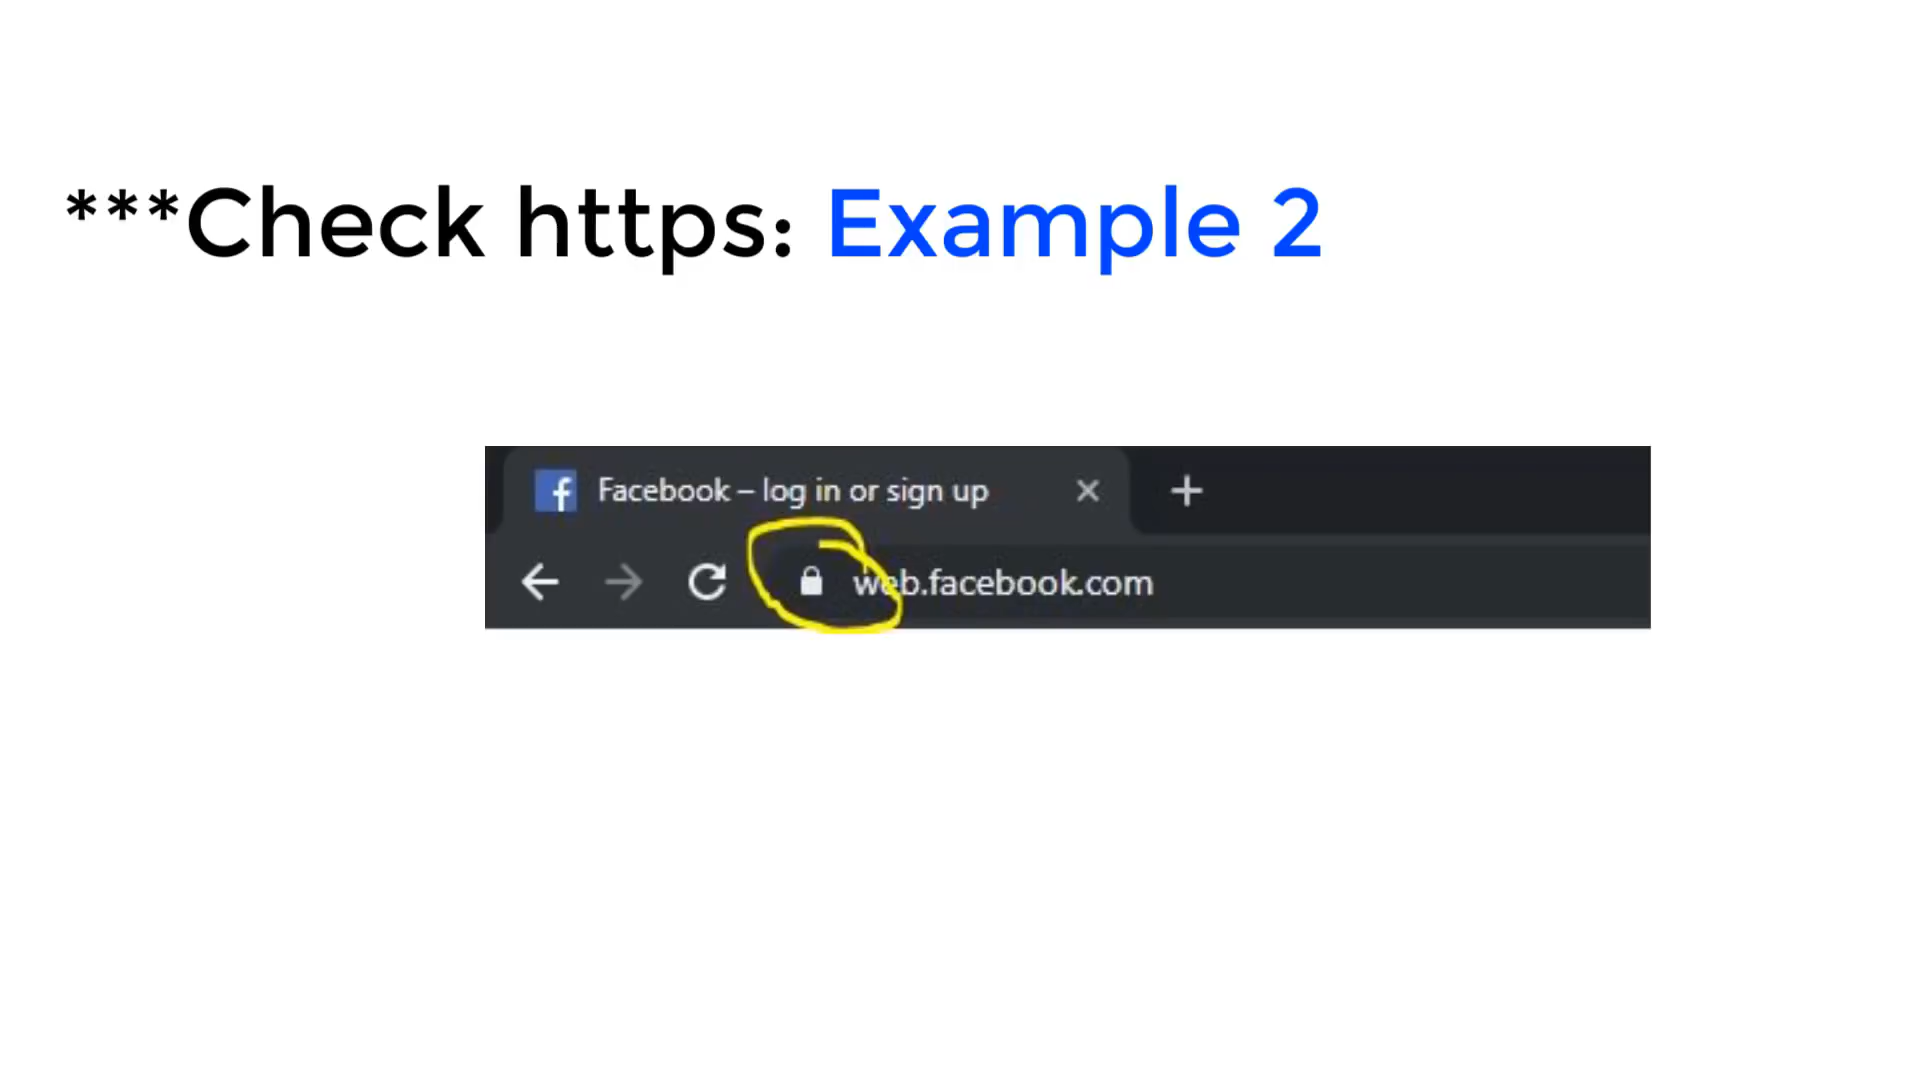 ***Check https: Example 2
Facebook – log in or sign up
web.facebook.com